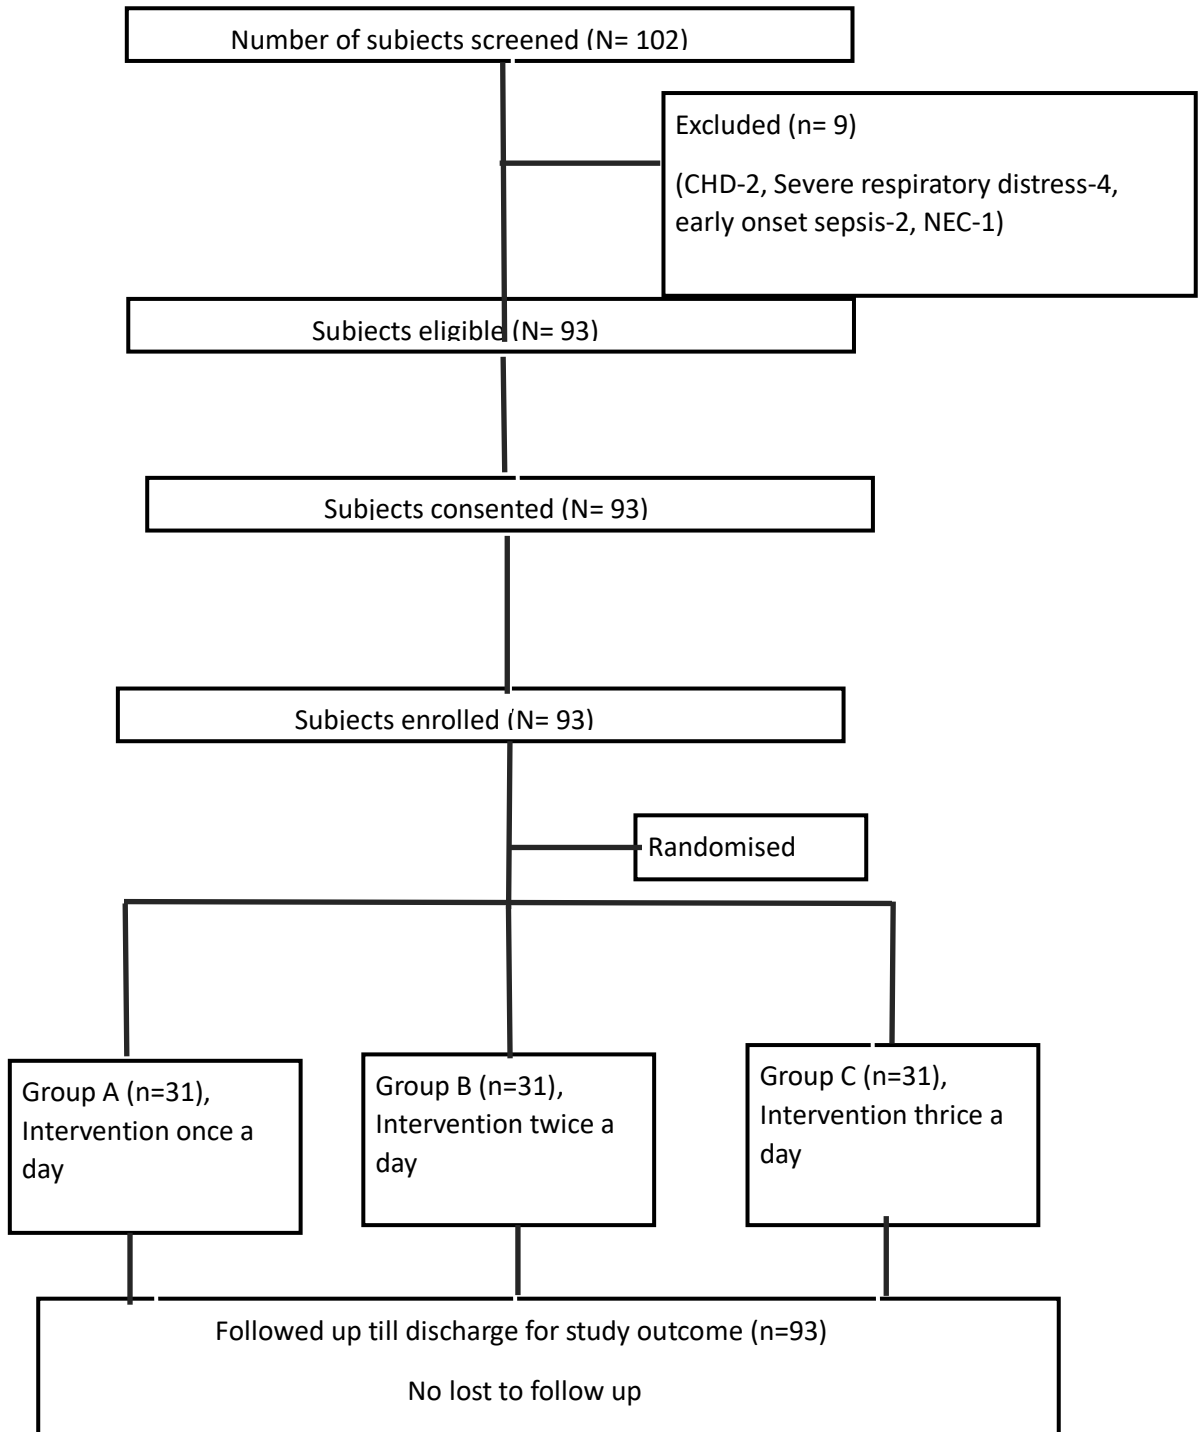 Number of subjects screened (N= 102)
Excluded (n= 9)
(CHD-2, Severe respiratory distress-4,
early onset sepsis-2, NEC-1)
Subjects eligible (N= 93)
Subjects consented (N= 93)
Subjects enrolled (N= 93)
Randomised
Group A (n=31),
Intervention once a
day
Group B (n=31),
Intervention twice a
day
Group C (n=31),
Intervention thrice a
day
Followed up till discharge for study outcome (n=93)
No lost to follow up